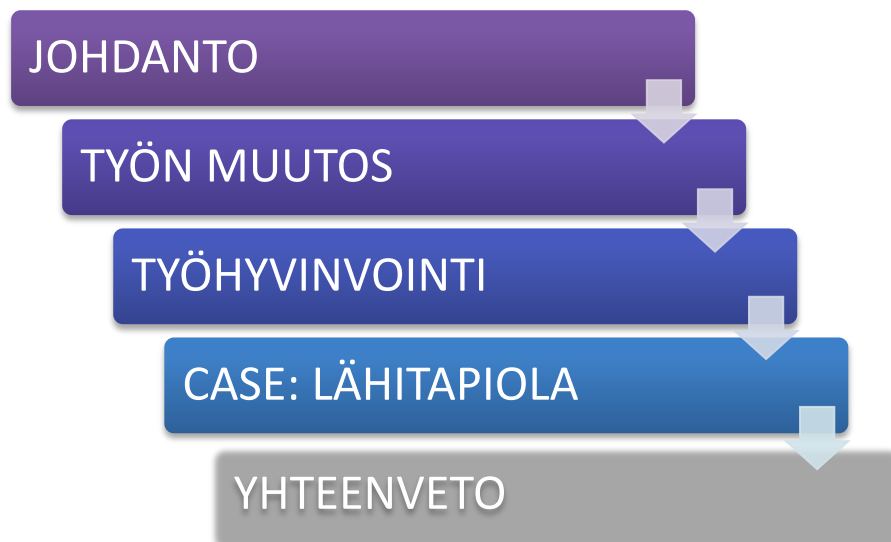 JOHDANTO
TYÖN MUUTOS
TYÖHYVINVOINTI
CASE: LÄHITAPIOLA
YHTEENVETO